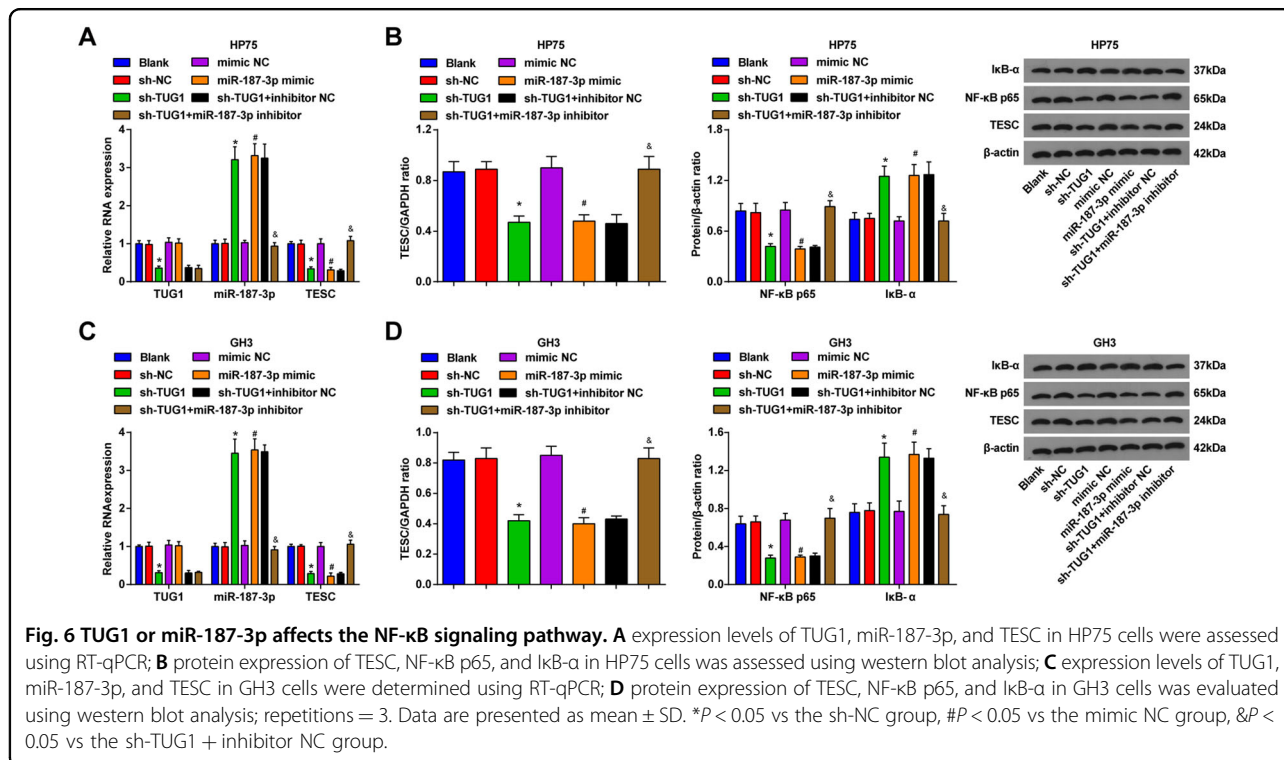 A
HP75
Blank
mimic NC
sh-NC
miR-187-3p mimic
sh-TUG1
sh-TUG1+inhibitor NC
sh-TUG1+miR-187-3p inhibitor
Relative RNA expression
4
3
2
1
0
*
*
#
&
*
#
&
TUG1
miR-187-3p
TESC
B
HP75
Blank
mimic NC
sh-NC
miR-187-3p mimic
sh-TUG1
sh-TUG1+inhibitor NC
sh-TUG1+miR-187-3p inhibitor
TESC/GAPDH ratio
1.2
0.8
0.4
0.0
*
#
&
HP75
Blank
mimic NC
sh-NC
miR-187-3p mimic
sh-TUG1
sh-TUG1+inhibitor NC
sh-TUG1+miR-187-3p inhibitor
Protein/β-actin ratio
1.8
1.2
0.6
0.0
*
#
&
*
#
&
NF-κB p65
IκB-α
HP75
IκB-α
37kDa
NF-κB p65
65kDa
TESC
24kDa
β-actin
42kDa
Blank
sh-NC
sh-TUG1
mimic NC
miR-187-3p mimic
sh-TUG1+inhibitor NC
sh-TUG1+miR-187-3p inhibitor
C
GH3
Blank
mimic NC
sh-NC
miR-187-3p mimic
sh-TUG1
sh-TUG1+inhibitor NC
sh-TUG1+miR-187-3p inhibitor
Relative RNAexpression
4
3
2
1
0
*
*
#
&
*
#
&
TUG1
miR-187-3p
TESC
D
GH3
Blank
mimic NC
sh-NC
miR-187-3p mimic
sh-TUG1
sh-TUG1+inhibitor NC
sh-TUG1+miR-187-3p inhibitor
TESC/GAPDH ratio
1.2
0.8
0.4
0.0
*
#
&
GH3
Blank
mimic NC
sh-NC
miR-187-3p mimic
sh-TUG1
sh-TUG1+inhibitor NC
sh-TUG1+miR-187-3p inhibitor
Protein/β-actin ratio
1.6
1.2
0.8
0.4
0.0
*
#
&
*
#
&
NF-κB p65
IκB-α
GH3
IκB-α
37kDa
NF-κB p65
65kDa
TESC
24kDa
β-actin
42kDa
Blank
sh-NC
sh-TUG1
mimic NC
miR-187-3p mimic
sh-TUG1+inhibitor NC
sh-TUG1+miR-187-3p inhibitor
Fig. 6 TUG1 or miR-187-3p affects the NF-κB signaling pathway. A expression levels of TUG1, miR-187-3p, and TESC in HP75 cells were assessed
using RT-qPCR; B protein expression of TESC, NF-κB p65, and IκB-α in HP75 cells was assessed using western blot analysis; C expression levels of TUG1,
miR-187-3p, and TESC in GH3 cells were determined using RT-qPCR; D protein expression of TESC, NF-κB p65, and IκB-α in GH3 cells was evaluated
using western blot analysis; repetitions = 3. Data are presented as mean ± SD. *P < 0.05 vs the sh-NC group, #P < 0.05 vs the mimic NC group, &P <
0.05 vs the sh-TUG1 + inhibitor NC group.